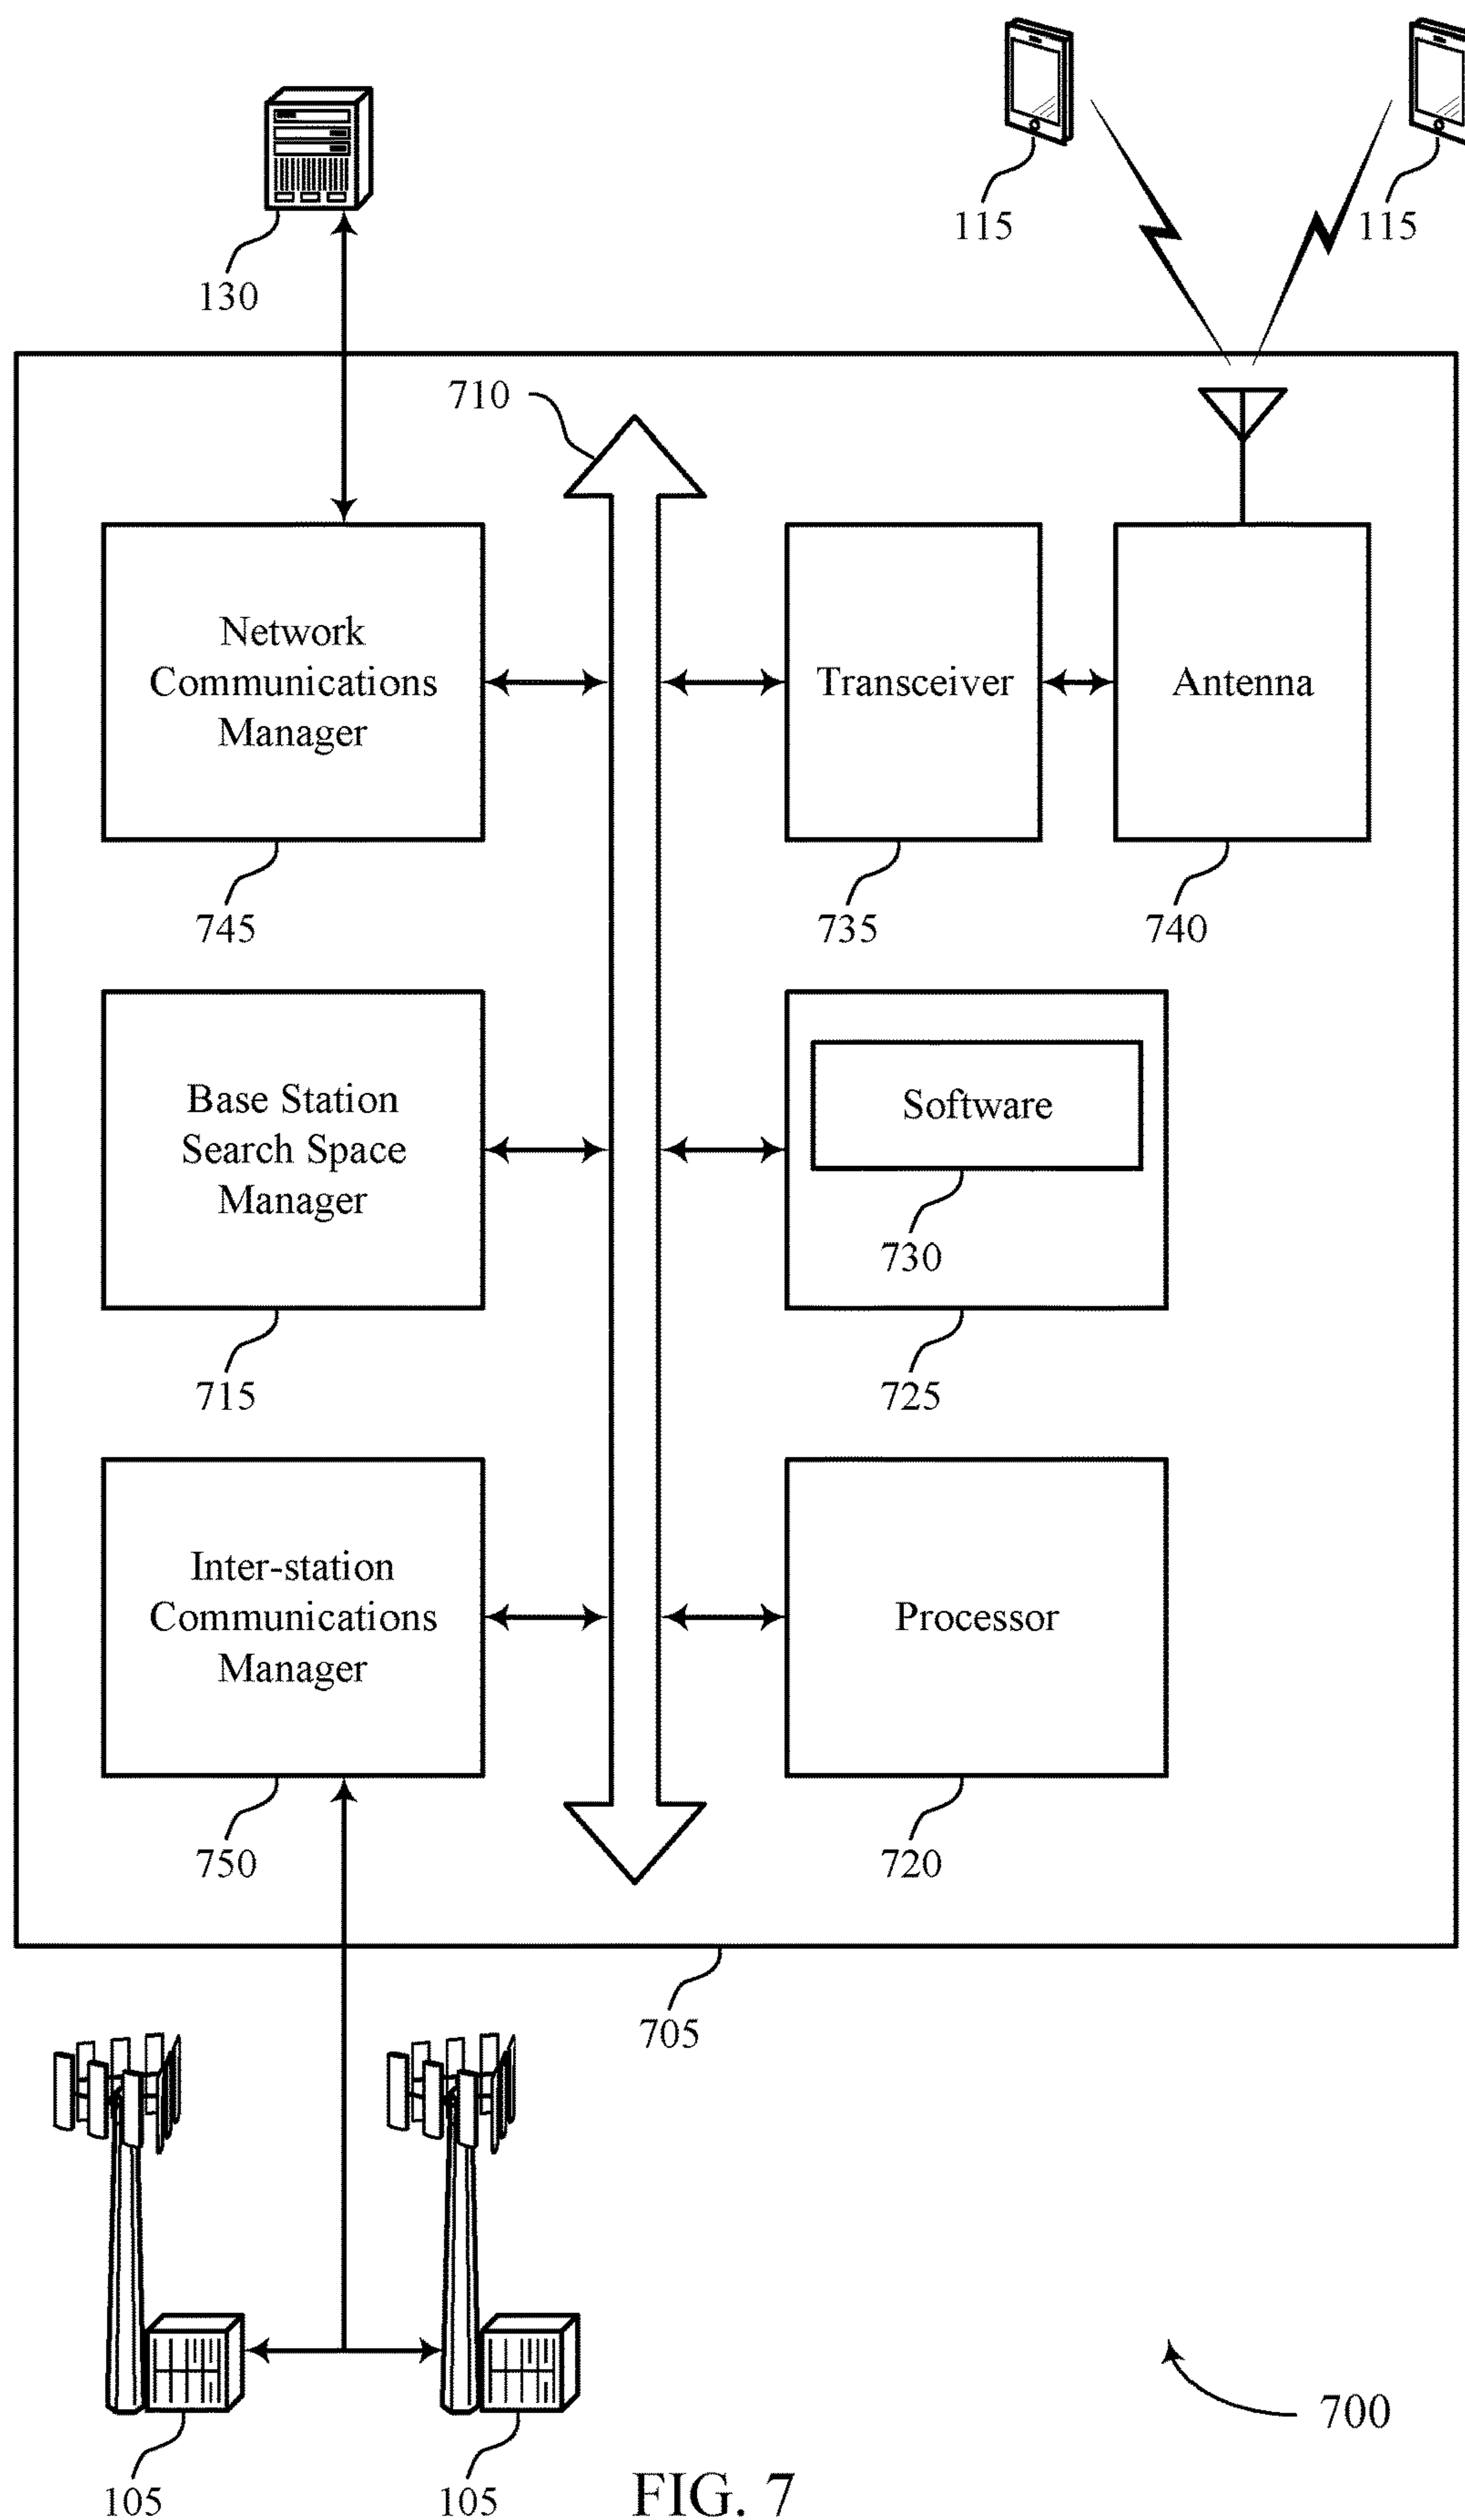 130
115
115
710
Network
Communications
Manager
745
Transceiver
735
Antenna
740
Base Station
Search Space
Manager
715
Software
730
725
Inter-station
Communications
Manager
750
Processor
720
705
105
105
700
FIG. 7